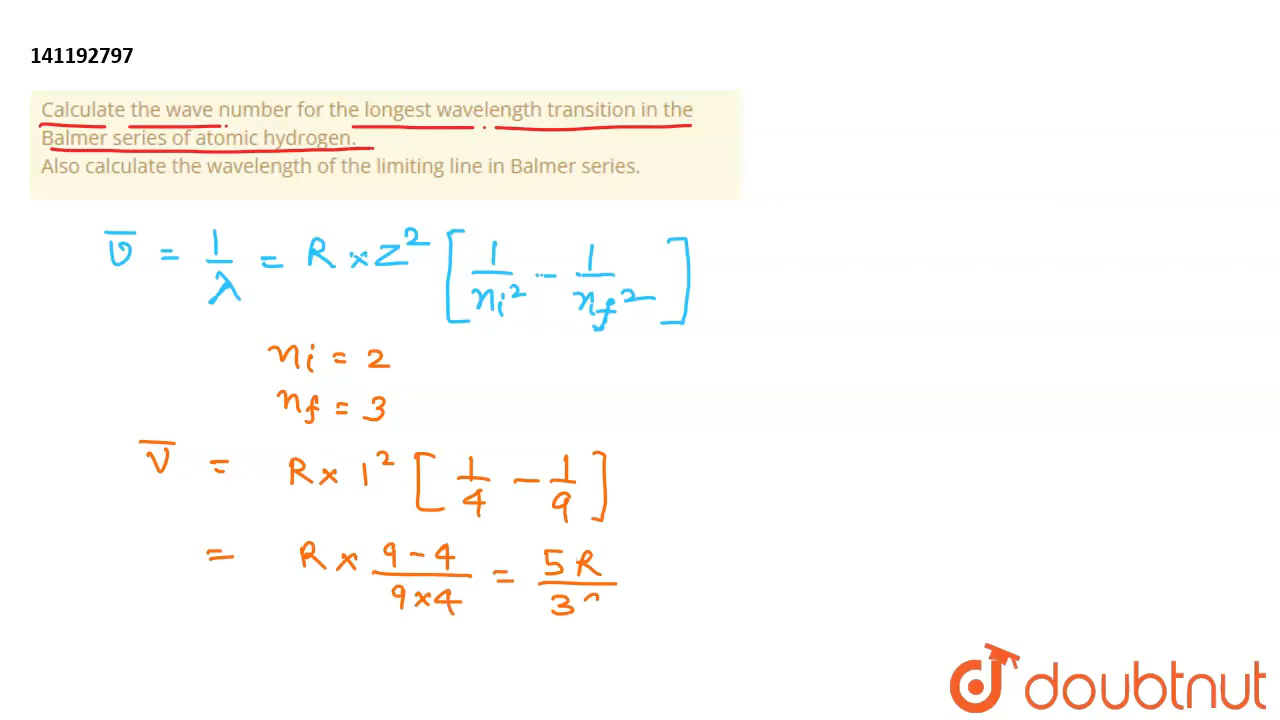 141192797
Calculate the wave number for the longest wavelength transition in the
Balmer series of atomic hydrogen.
Also calculate the wavelength of the limiting line in Balmer series.
ν̅ = 1/λ = R × Z² [1/nᵢ² - 1/n_f²]
nᵢ = 2
n_f = 3
ν̅ = R × 1² [1/4 - 1/9]
= R × (9-4)/(9×4) = 5R/3
doubtnut